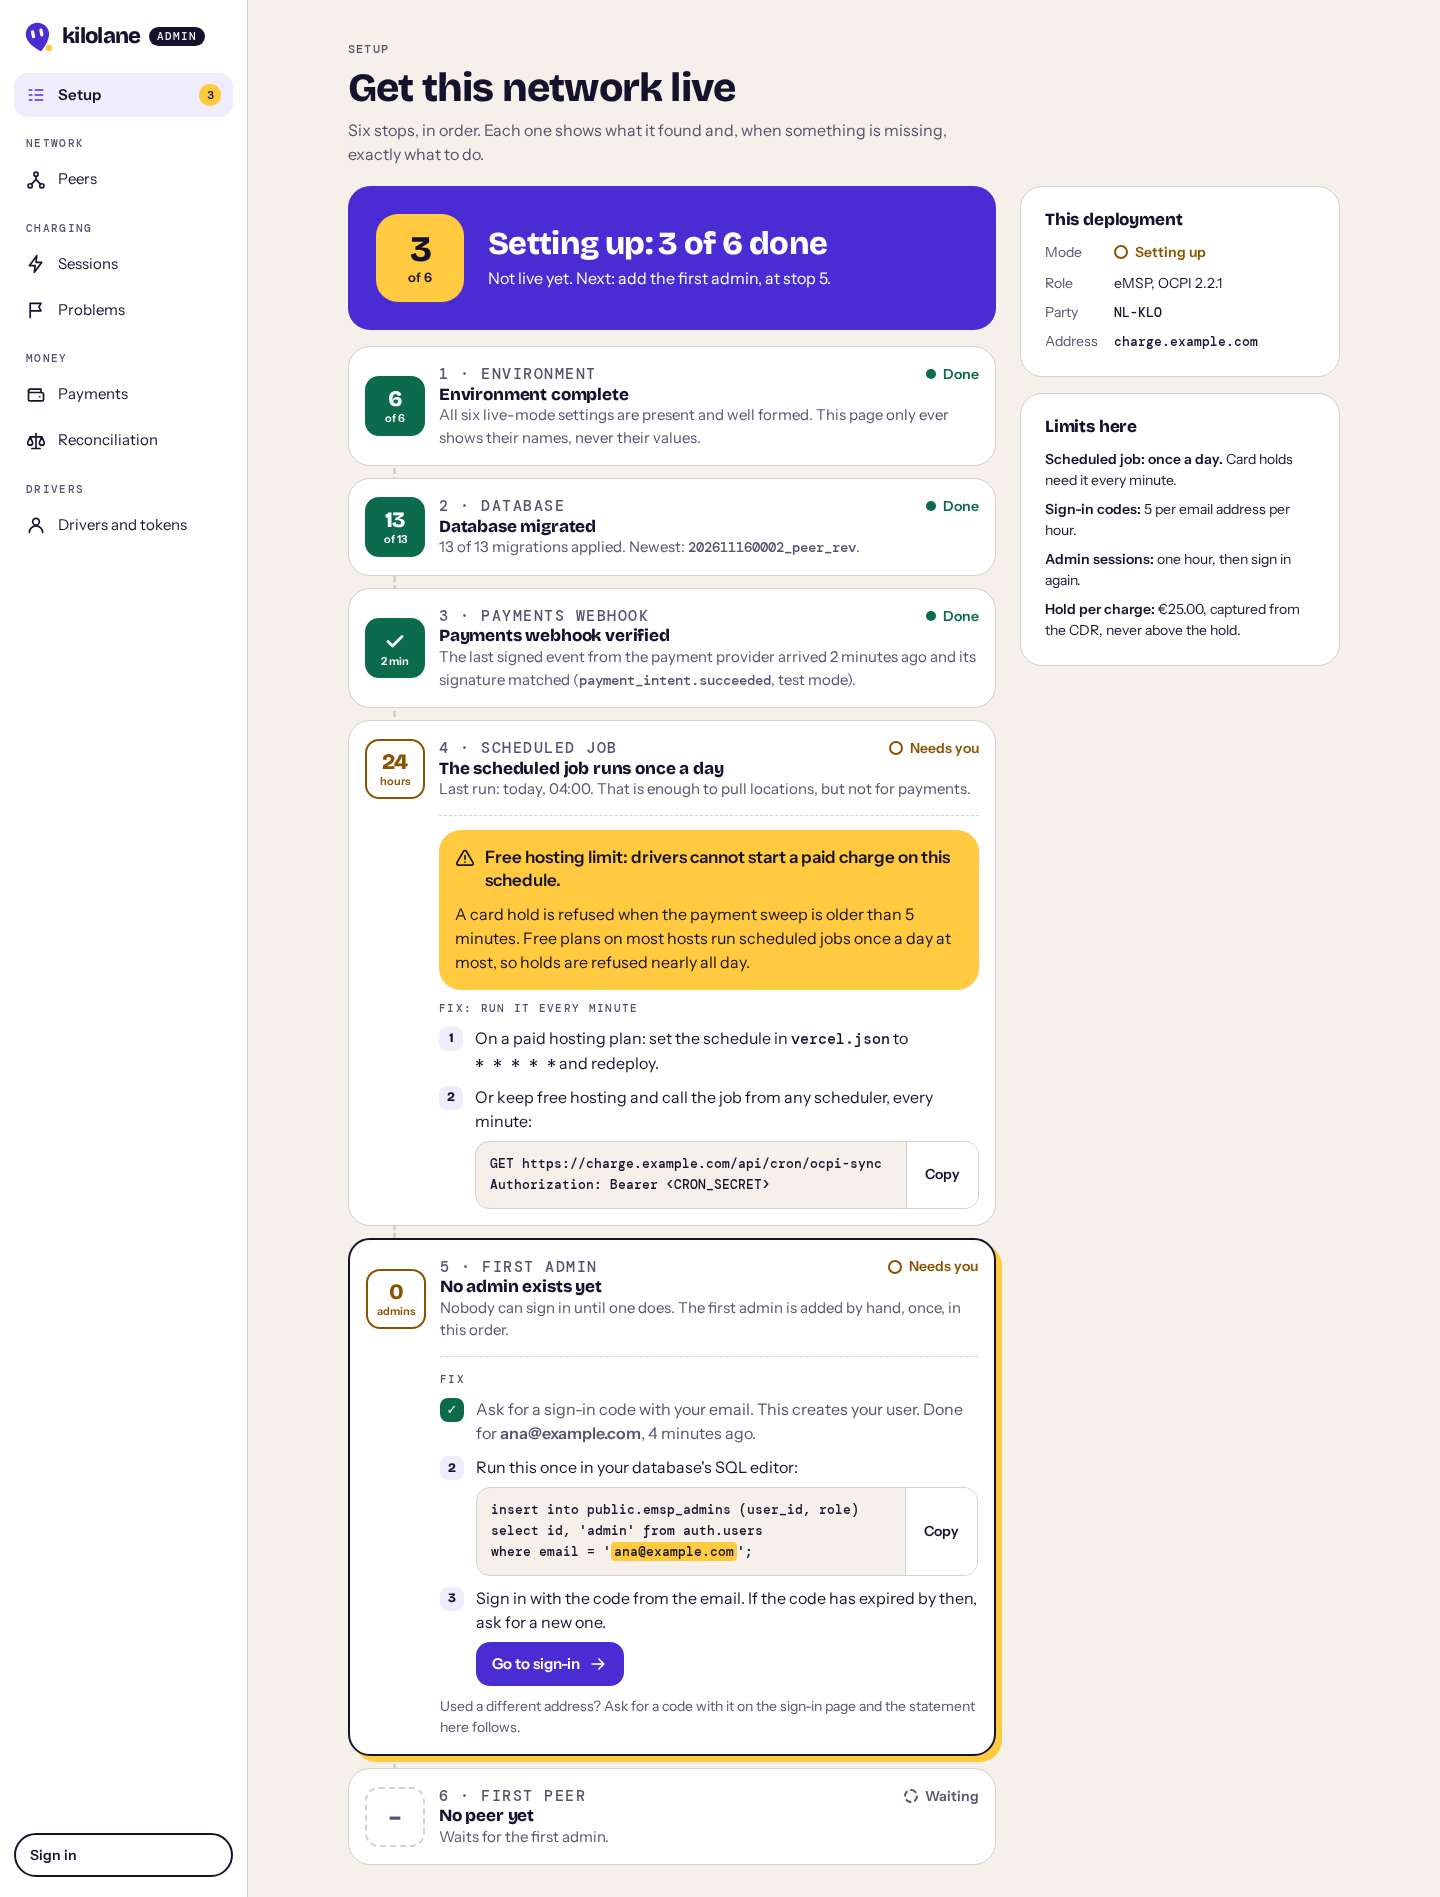 kilolane ADMIN
Setup 3
NETWORK
Peers
CHARGING
Sessions
Problems
MONEY
Payments
Reconciliation
DRIVERS
Drivers and tokens
Sign in
SETUP
Get this network live
Six stops, in order. Each one shows what it found and, when something is missing,
exactly what to do.
3
of 6
Setting up: 3 of 6 done
Not live yet. Next: add the first admin, at stop 5.
6
of 6
1 · ENVIRONMENT
Done
Environment complete
All six live-mode settings are present and well formed. This page only ever
shows their names, never their values.
13
of 13
2 · DATABASE
Done
Database migrated
13 of 13 migrations applied. Newest: 202611160002_peer_rev.
2 min
3 · PAYMENTS WEBHOOK
Done
Payments webhook verified
The last signed event from the payment provider arrived 2 minutes ago and its
signature matched (payment_intent.succeeded, test mode).
24
hours
4 · SCHEDULED JOB
Needs you
The scheduled job runs once a day
Last run: today, 04:00. That is enough to pull locations, but not for payments.
Free hosting limit: drivers cannot start a paid charge on this
schedule.
A card hold is refused when the payment sweep is older than 5
minutes. Free plans on most hosts run scheduled jobs once a day at
most, so holds are refused nearly all day.
FIX: RUN IT EVERY MINUTE
1 On a paid hosting plan: set the schedule in vercel.json to
* * * * * and redeploy.
2 Or keep free hosting and call the job from any scheduler, every
minute:
GET https://charge.example.com/api/cron/ocpi-sync
Authorization: Bearer <CRON_SECRET>
Copy
0
admins
5 · FIRST ADMIN
Needs you
No admin exists yet
Nobody can sign in until one does. The first admin is added by hand, once, in
this order.
FIX
✓ Ask for a sign-in code with your email. This creates your user. Done
for ana@example.com, 4 minutes ago.
2 Run this once in your database's SQL editor:
insert into public.emsp_admins (user_id, role)
select id, 'admin' from auth.users
where email = 'ana@example.com';
Copy
3 Sign in with the code from the email. If the code has expired by then,
ask for a new one.
Go to sign-in →
Used a different address? Ask for a code with it on the sign-in page and the statement
here follows.
–
6 · FIRST PEER
Waiting
No peer yet
Waits for the first admin.
This deployment
Mode Setting up
Role eMSP, OCPI 2.2.1
Party NL-KLO
Address charge.example.com
Limits here
Scheduled job: once a day. Card holds
need it every minute.
Sign-in codes: 5 per email address per
hour.
Admin sessions: one hour, then sign in
again.
Hold per charge: €25.00, captured from
the CDR, never above the hold.